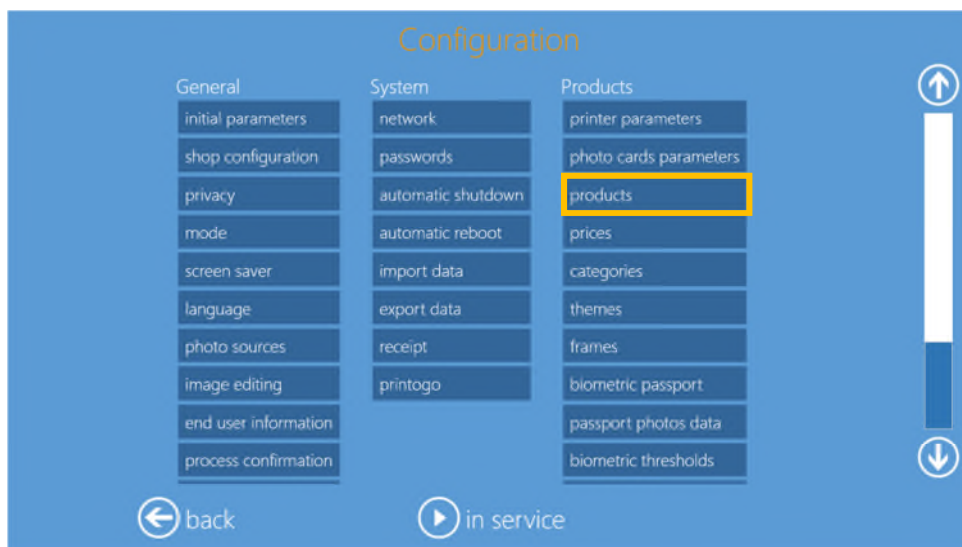 Configuration
General
initial parameters
shop configuration
privacy
mode
screen saver
language
photo sources
image editing
end user information
process confirmation
System
network
passwords
automatic shutdown
automatic reboot
import data
export data
receipt
printogo
Products
printer parameters
photo cards parameters
products
prices
categories
themes
frames
biometric passport
passport photos data
biometric thresholds
back
in service